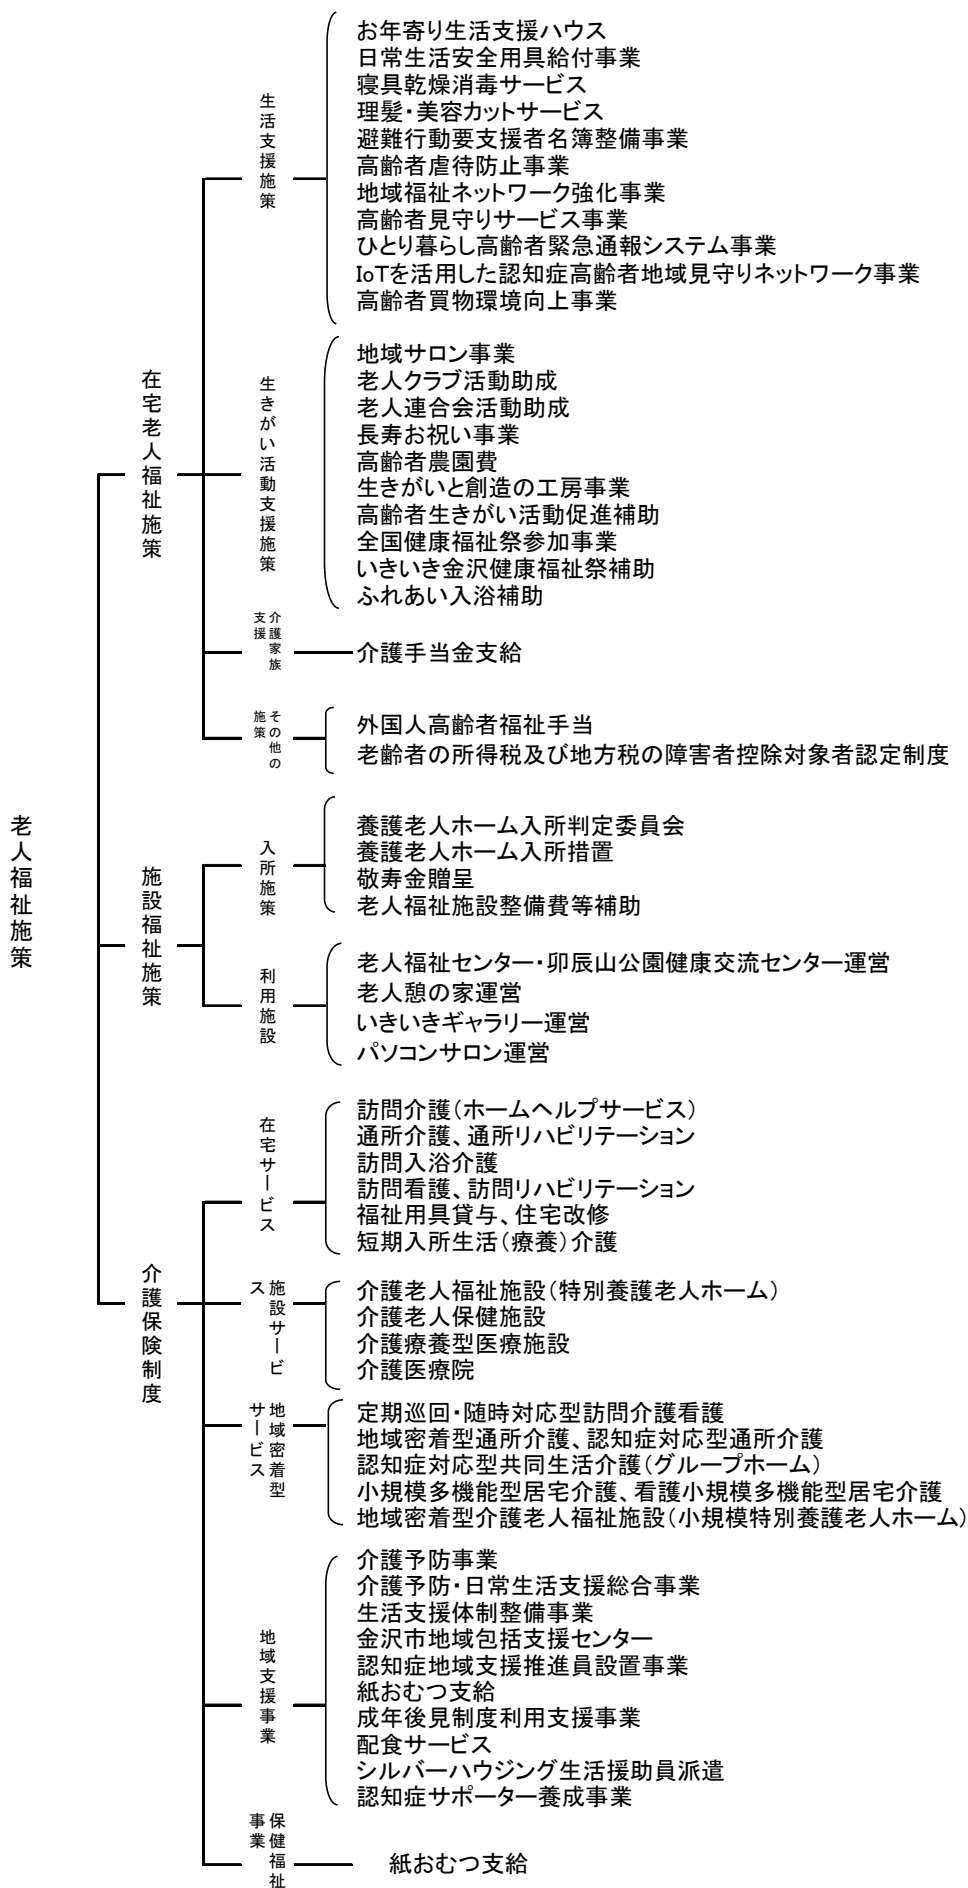 老人福祉施策
在宅老人福祉施策
生活支援施策
お年寄り生活支援ハウス
日常生活安全用具給付事業
寝具乾燥消毒サービス
理髪・美容カットサービス
避難行動要支援者名簿整備事業
高齢者虐待防止事業
地域福祉ネットワーク強化事業
高齢者見守りサービス事業
ひとり暮らし高齢者緊急通報システム事業
IoTを活用した認知症高齢者地域見守りネットワーク事業
高齢者買物環境向上事業
生きがい活動支援施策
地域サロン事業
老人クラブ活動助成
老人連合会活動助成
長寿お祝い事業
高齢者農園費
生きがいと創造の工房事業
高齢者生きがい活動促進補助
全国健康福祉祭参加事業
いきいき金沢健康福祉祭補助
ふれあい入浴補助
介護家族
支援
介護手当金支給
その他の
施策
外国人高齢者福祉手当
老齢者の所得税及び地方税の障害者控除対象者認定制度
施設福祉施策
入所施策
養護老人ホーム入所判定委員会
養護老人ホーム入所措置
敬寿金贈呈
老人福祉施設整備費等補助
利用施設
老人福祉センター・卯辰山公園健康交流センター運営
老人憩の家運営
いきいきギャラリー運営
パソコンサロン運営
介護保険制度
在宅サービス
訪問介護（ホームヘルプサービス）
通所介護、通所リハビリテーション
訪問入浴介護
訪問看護、訪問リハビリテーション
福祉用具貸与、住宅改修
短期入所生活（療養）介護
施設サービ
ス
介護老人福祉施設（特別養護老人ホーム）
介護老人保健施設
介護療養型医療施設
介護医療院
地域密着型
サービス
定期巡回・随時対応型訪問介護看護
地域密着型通所介護、認知症対応型通所介護
認知症対応型共同生活介護（グループホーム）
小規模多機能型居宅介護、看護小規模多機能型居宅介護
地域密着型介護老人福祉施設（小規模特別養護老人ホーム）
地域支援事業
介護予防事業
介護予防・日常生活支援総合事業
生活支援体制整備事業
金沢市地域包括支援センター
認知症地域支援推進員設置事業
紙おむつ支給
成年後見制度利用支援事業
配食サービス
シルバーハウジング生活援助員派遣
認知症サポーター養成事業
保健福祉
事業
紙おむつ支給